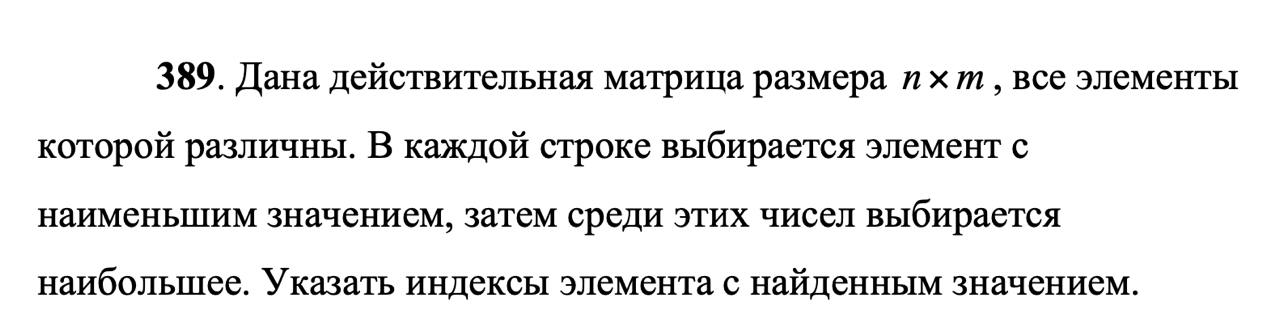 389. Дана действительная матрица размера n × m , все элементы
которой различны. В каждой строке выбирается элемент с
наименьшим значением, затем среди этих чисел выбирается
наибольшее. Указать индексы элемента с найденным значением.